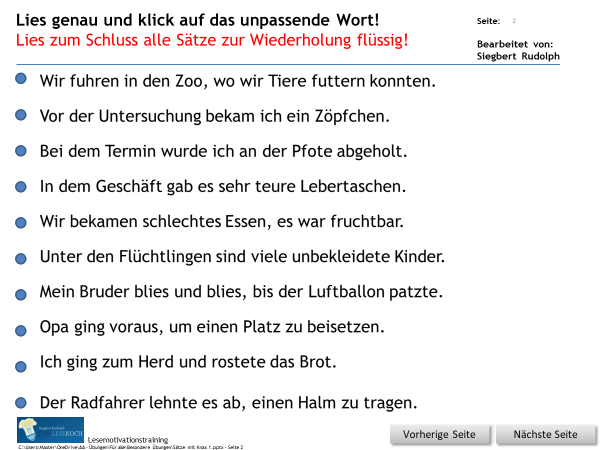 Lies genau und klick auf das unpassende Wort!
Lies zum Schluss alle Sätze zur Wiederholung flüssig!
Seite: 2
Bearbeitet von:
Siegbert Rudolph
Wir fuhren in den Zoo, wo wir Tiere futtern konnten.
Vor der Untersuchung bekam ich ein Zöpfchen.
Bei dem Termin wurde ich an der Pfote abgeholt.
In dem Geschäft gab es sehr teure Lebertaschen.
Wir bekamen schlechtes Essen, es war fruchtbar.
Unter den Flüchtlingen sind viele unbekleidete Kinder.
Mein Bruder blies und blies, bis der Luftballon patzte.
Opa ging voraus, um einen Platz zu beisetzen.
Ich ging zum Herd und rostete das Brot.
Der Radfahrer lehnte es ab, einen Halm zu tragen.
Siegbert Rudolphs
LESEKOCH
Lesemotivationstraining
C:\Users\Master\OneDrive\AA - Übungen\Für alle\Besondere Übungen\Sätze mit Knax 1.pptx - Seite 2
Vorherige Seite
Nächste Seite